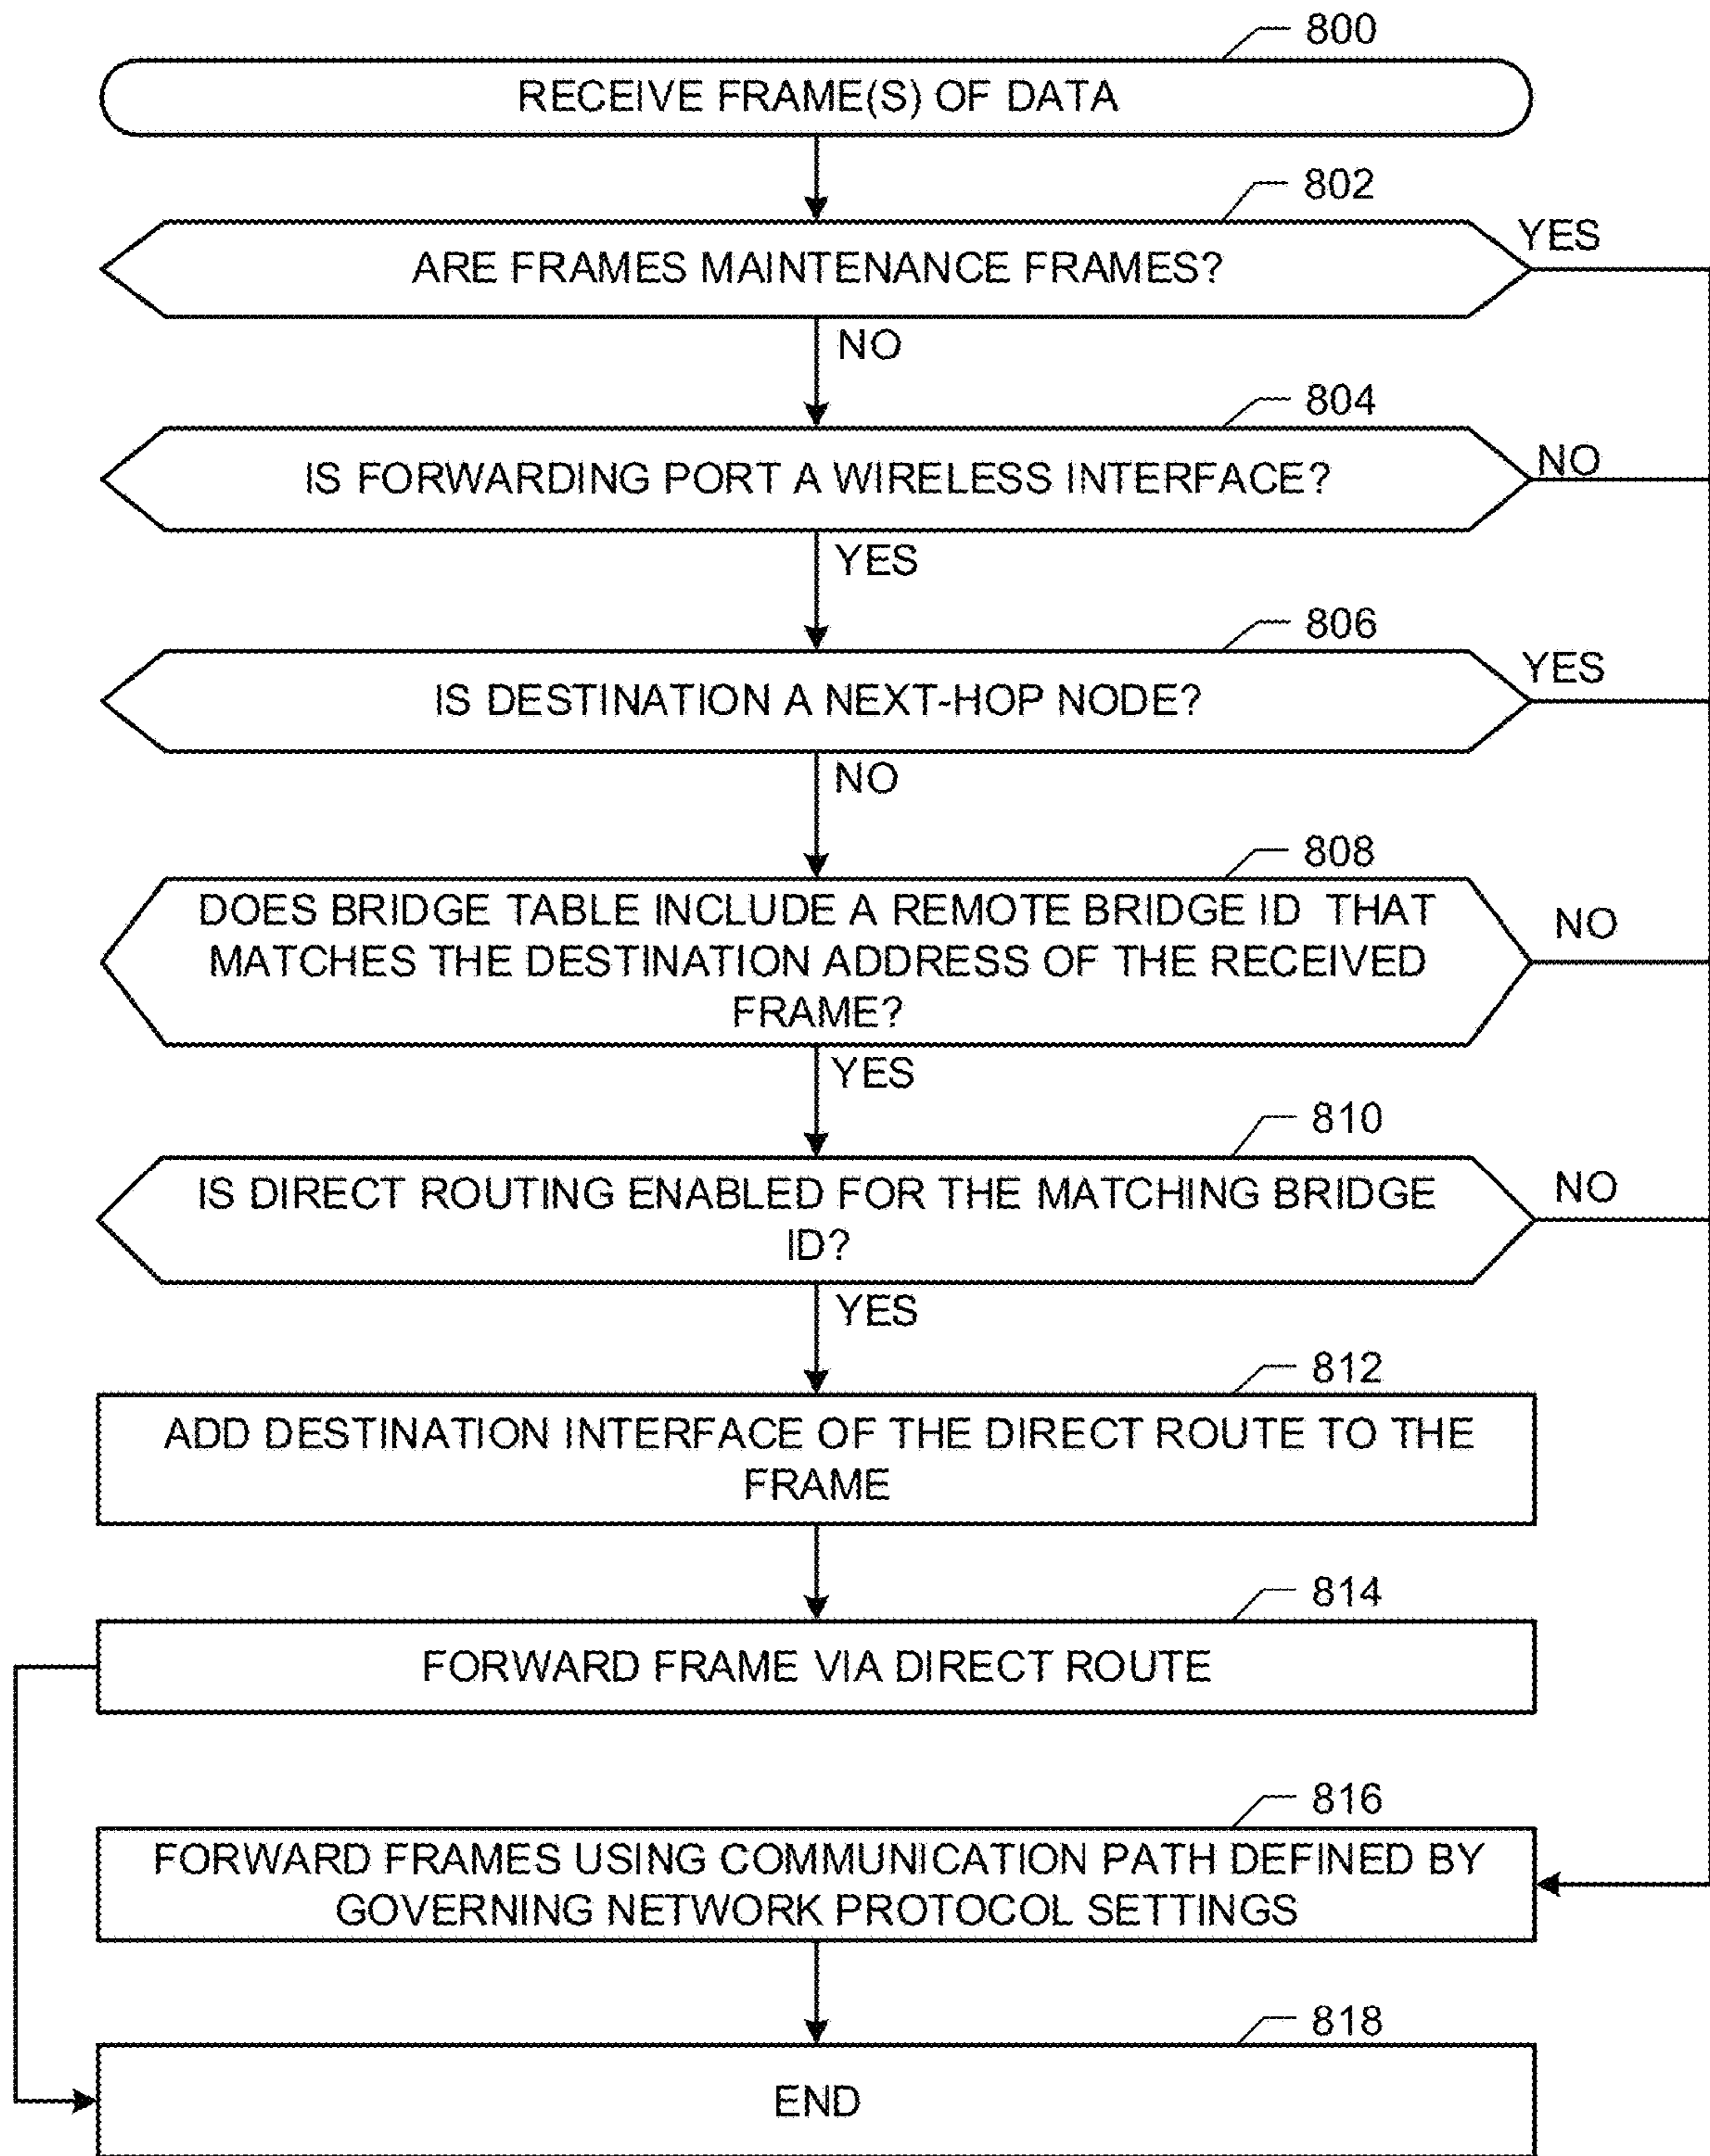 800
RECEIVE FRAME(S) OF DATA
802
ARE FRAMES MAINTENANCE FRAMES?
YES
NO
804
IS FORWARDING PORT A WIRELESS INTERFACE?
NO
YES
806
IS DESTINATION A NEXT-HOP NODE?
YES
NO
808
DOES BRIDGE TABLE INCLUDE A REMOTE BRIDGE ID THAT
MATCHES THE DESTINATION ADDRESS OF THE RECEIVED
FRAME?
NO
YES
810
IS DIRECT ROUTING ENABLED FOR THE MATCHING BRIDGE
ID?
NO
YES
812
ADD DESTINATION INTERFACE OF THE DIRECT ROUTE TO THE
FRAME
814
FORWARD FRAME VIA DIRECT ROUTE
816
FORWARD FRAMES USING COMMUNICATION PATH DEFINED BY
GOVERNING NETWORK PROTOCOL SETTINGS
818
END